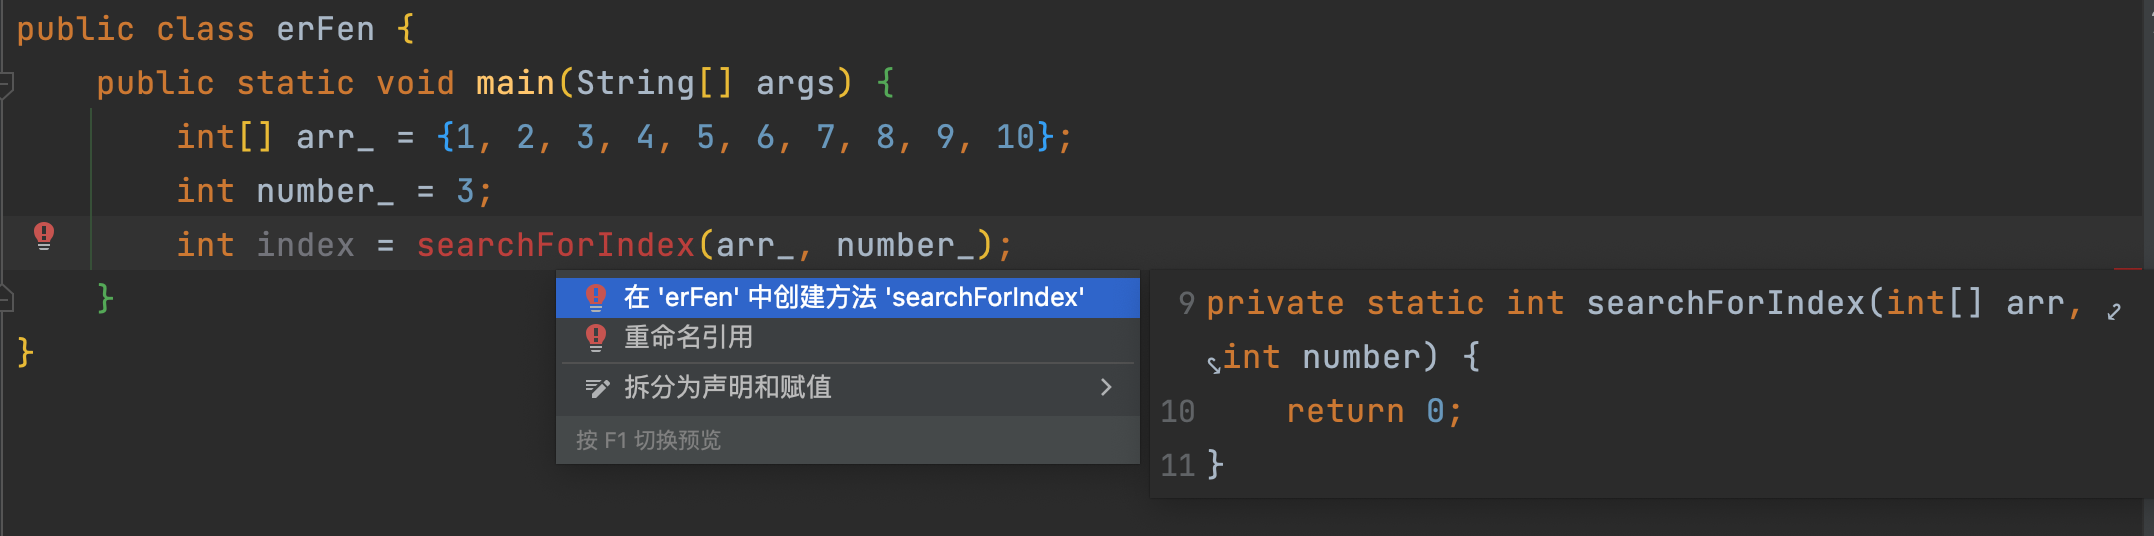 public class erFen {
public static void main(String[] args) {
int[] arr_ = {1, 2, 3, 4, 5, 6, 7, 8, 9, 10};
int number_ = 3;
int index = searchForIndex(arr_, number_);
}
}
在 'erFen' 中创建方法 'searchForIndex'
重命名引用
拆分为声明和赋值
按 F1 切换预览
9 private static int searchForIndex(int[] arr,
int number) {
10 return 0;
11 }